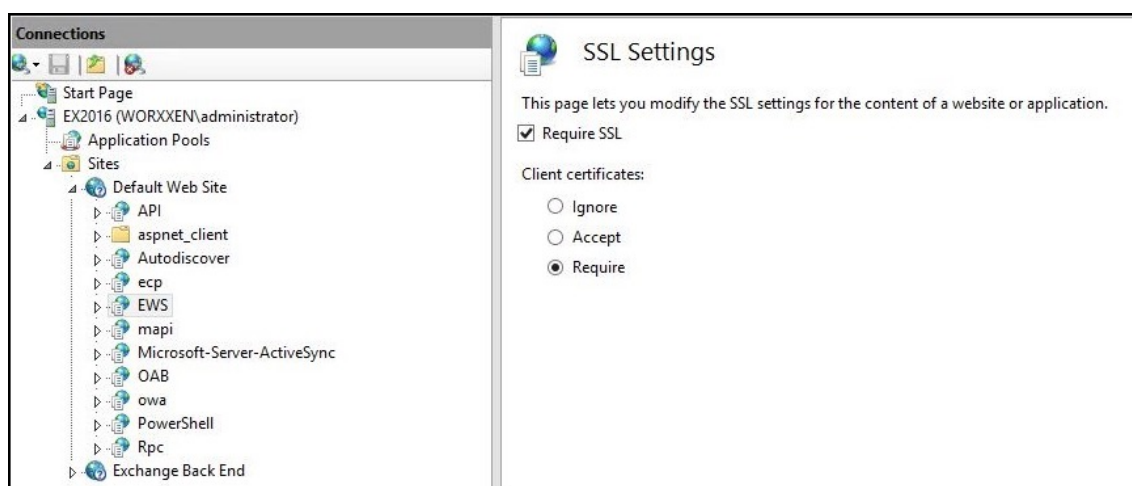 Connections
Start Page
EX2016 (WORXXEN\administrator)
Application Pools
Sites
Default Web Site
API
aspnet_client
Autodiscover
ecp
EWS
mapi
Microsoft-Server-ActiveSync
OAB
owa
PowerShell
Rpc
Exchange Back End
SSL Settings
This page lets you modify the SSL settings for the content of a website or application.
Require SSL
Client certificates:
Ignore
Accept
Require